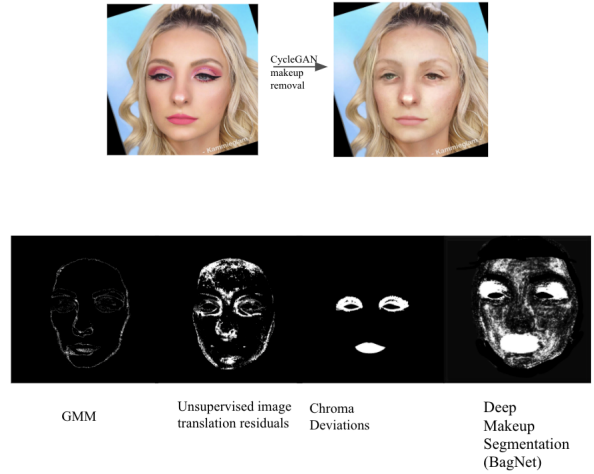 CycleGAN
makeup
removal
GMM
Unsupervised image
translation residuals
Chroma
Deviations
Deep
Makeup
Segmentation
(BagNet)